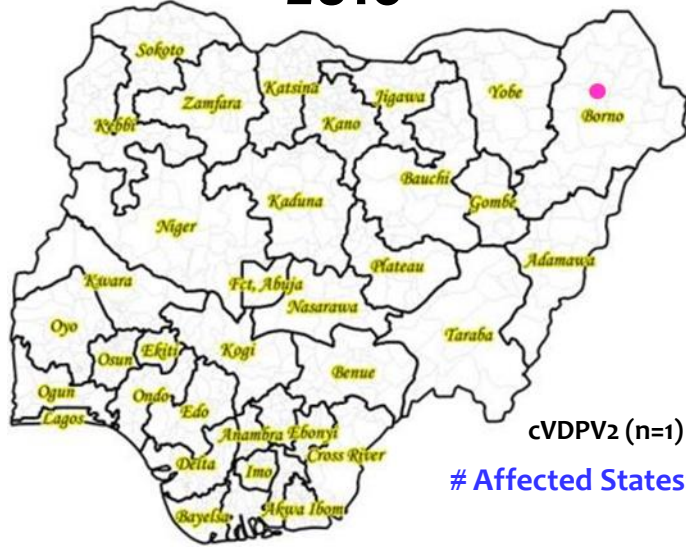 Sokoto
Zamfara
Katsina
Jigawa
Yobe
Borno
Kebbi
Kano
Bauchi
Gombe
Kaduna
Niger
Adamawa
Plateau
Kwara
Fct, Abuja
Nasarawa
Oyo
Osun
Ekiti
Kogi
Taraba
Benue
Ogun
Ondo
Edo
Lagos
Anambra
Ebonyi
cVDPV2 (n=1)
Cross River
Delta
Imo
# Affected States
Bayelsa
Akwa Ibom